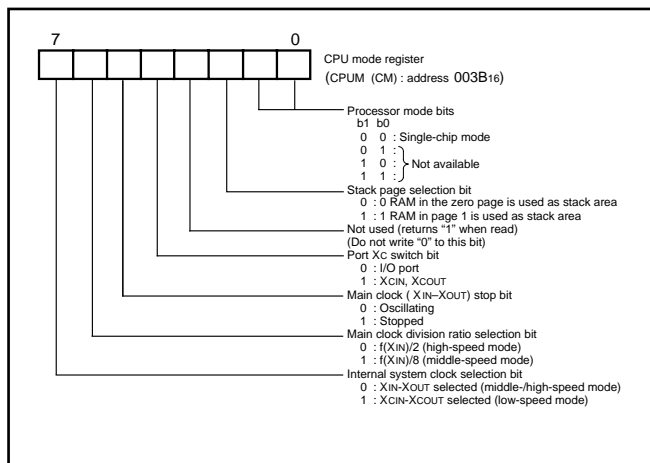 7 0
CPU mode register
(CPUM (CM) : address 003B16)
Processor mode bits
b1 b0
0 0 : Single-chip mode
0 1 :
1 0 : Not available
1 1 :
Stack page selection bit
0 : 0 RAM in the zero page is used as stack area
1 : 1 RAM in page 1 is used as stack area
Not used (returns “1” when read)
(Do not write “0” to this bit)
Port XC switch bit
0 : I/O port
1 : XCIN, XCOUT
Main clock ( XIN–XOUT) stop bit
0 : Oscillating
1 : Stopped
Main clock division ratio selection bit
0 : f(XIN)/2 (high-speed mode)
1 : f(XIN)/8 (middle-speed mode)
Internal system clock selection bit
0 : XIN-XOUT selected (middle-/high-speed mode)
1 : XCIN-XCOUT selected (low-speed mode)